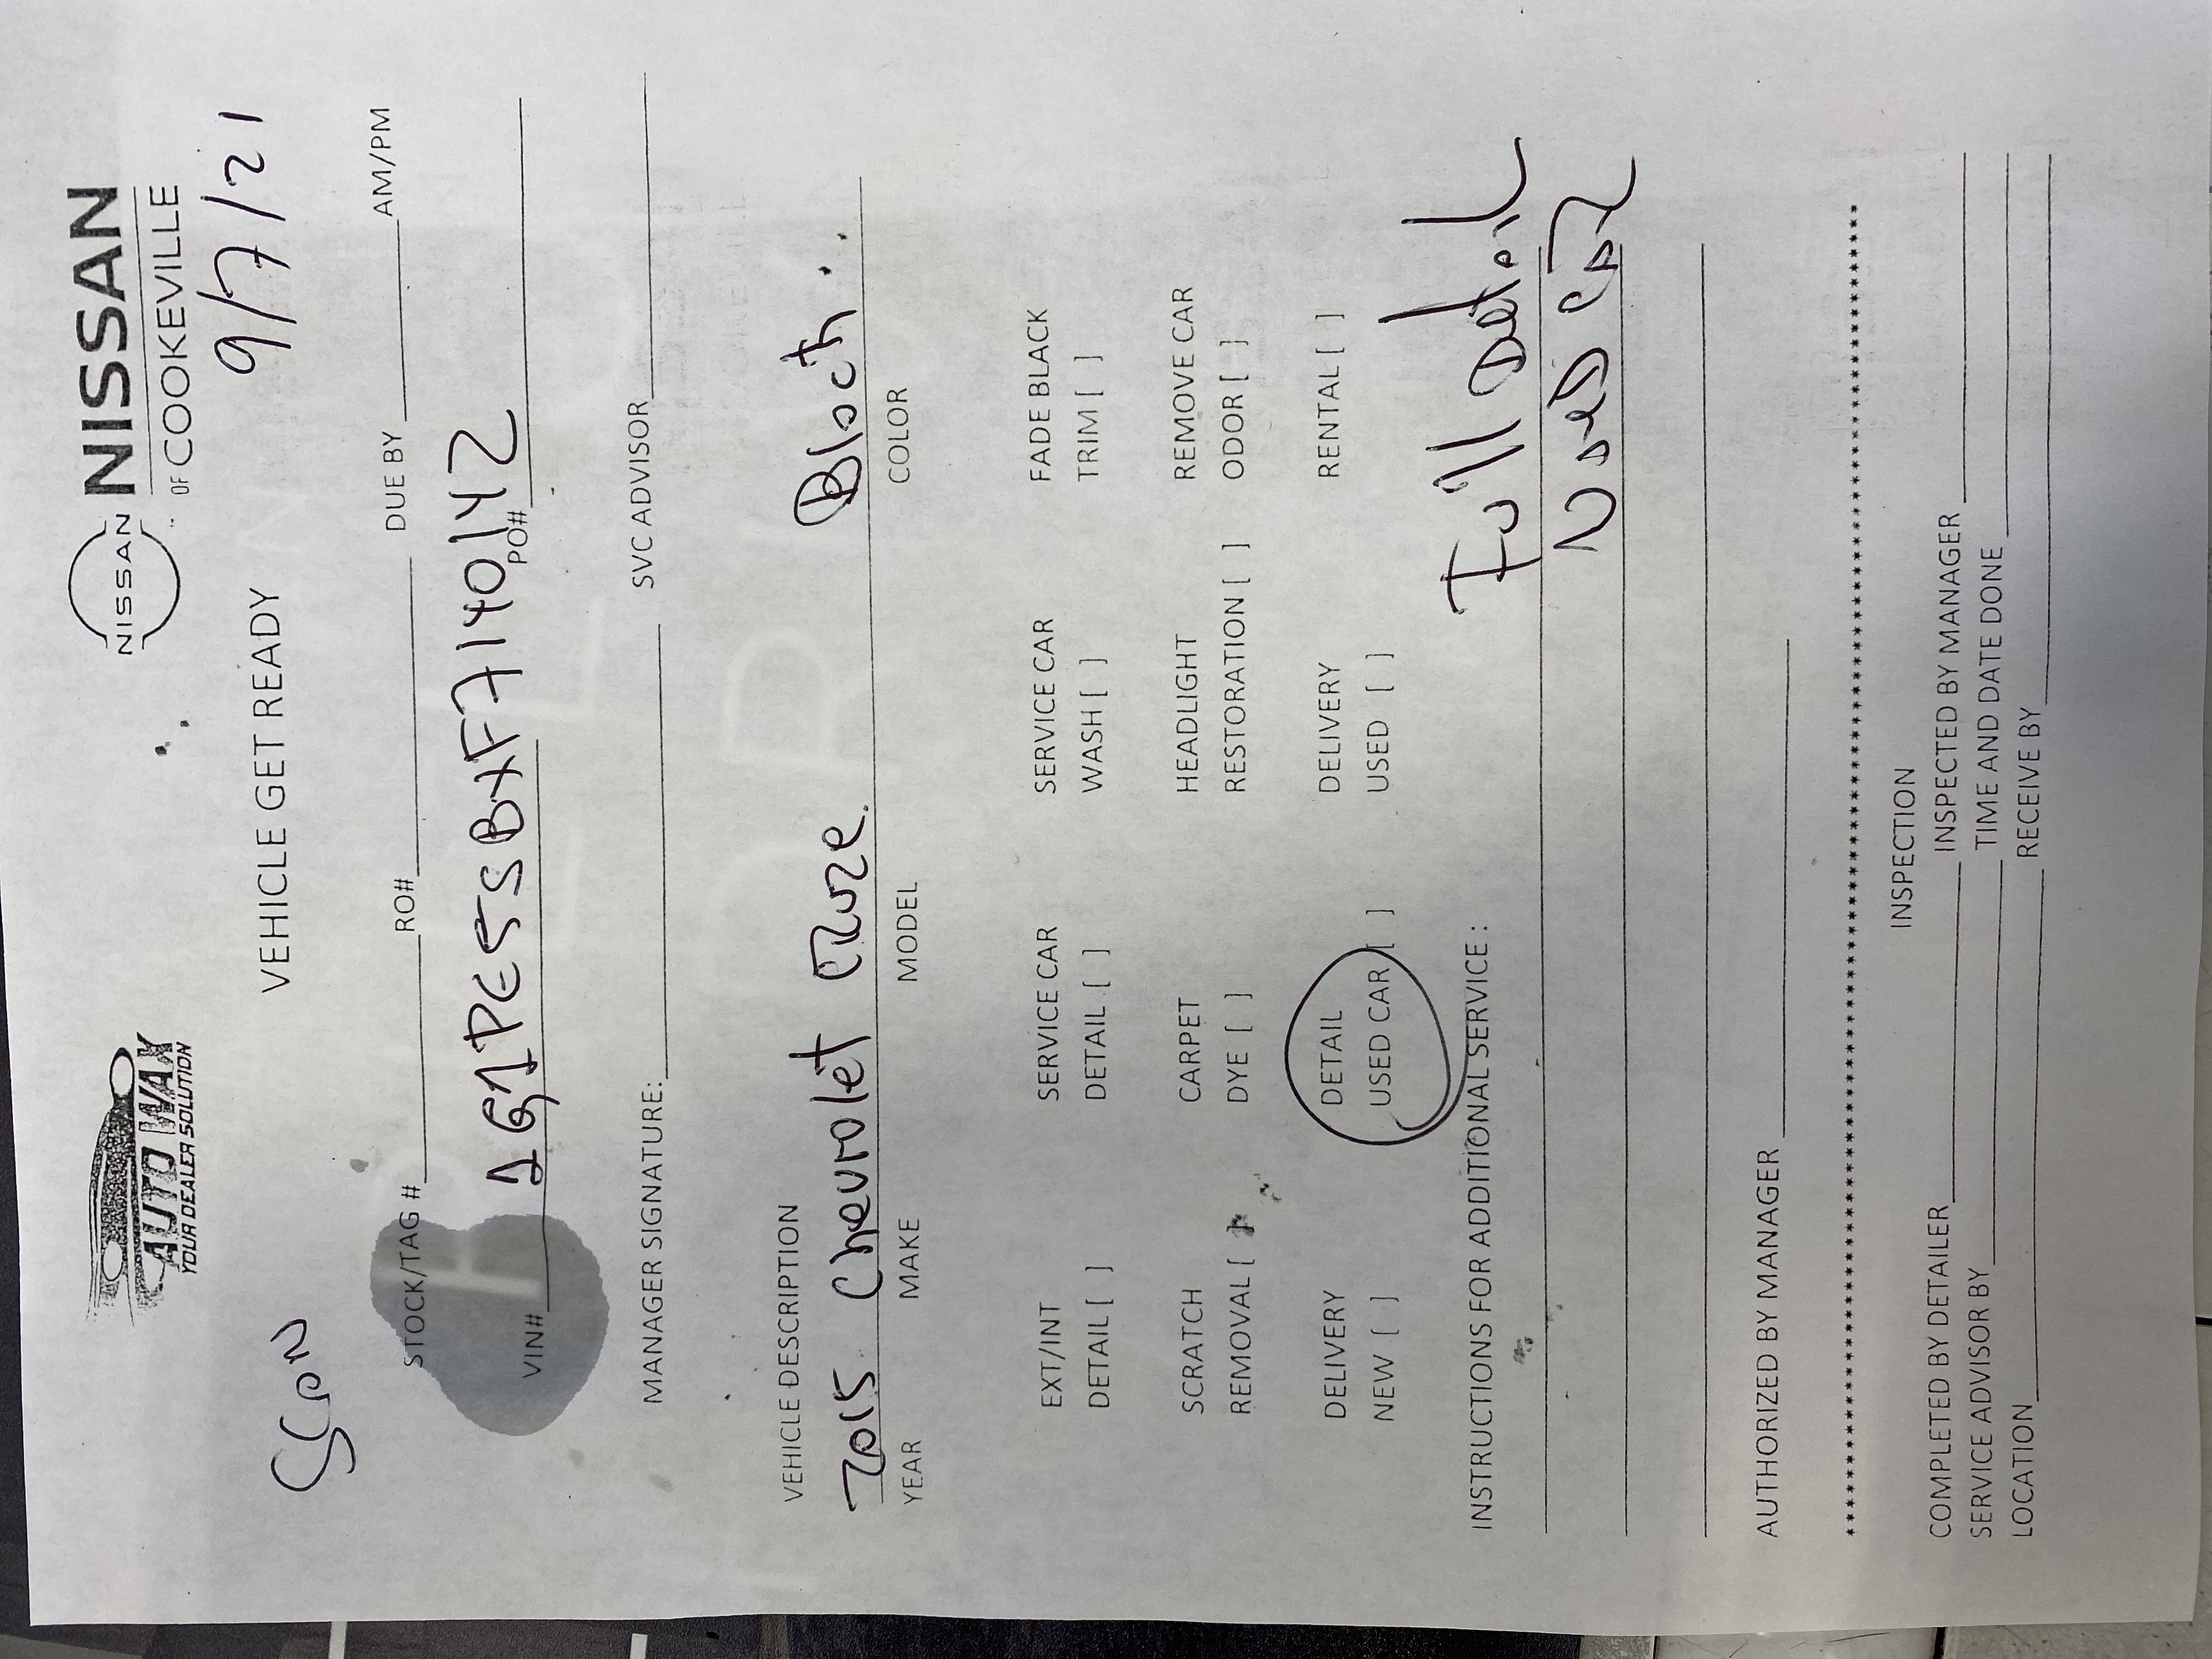 AUTO WAX
YOUR DEALER SOLUTION
NISSAN NISSAN
OF COOKEVILLE
9/7/21
VEHICLE GET READY
STOCK/TAG # RO# DUE BY AM/PM
VIN# 1G1PE5SBXF7140142 PO#
MANAGER SIGNATURE: SVC ADVISOR
VEHICLE DESCRIPTION
2015 Chevrolet Cruze Black
YEAR MAKE MODEL COLOR
EXT/INT SERVICE CAR SERVICE CAR FADE BLACK
DETAIL [ ] DETAIL [ ] WASH [ ] TRIM [ ]
SCRATCH CARPET HEADLIGHT REMOVE CAR
REMOVAL [ ] DYE [ ] RESTORATION [ ] ODOR [ ]
DELIVERY DETAIL DELIVERY RENTAL [ ]
NEW [ ] USED CAR [ ] USED [ ]
INSTRUCTIONS FOR ADDITIONAL SERVICE : Full Detail
Used Car
AUTHORIZED BY MANAGER
INSPECTION
COMPLETED BY DETAILER INSPECTED BY MANAGER
SERVICE ADVISOR BY TIME AND DATE DONE
LOCATION RECEIVE BY